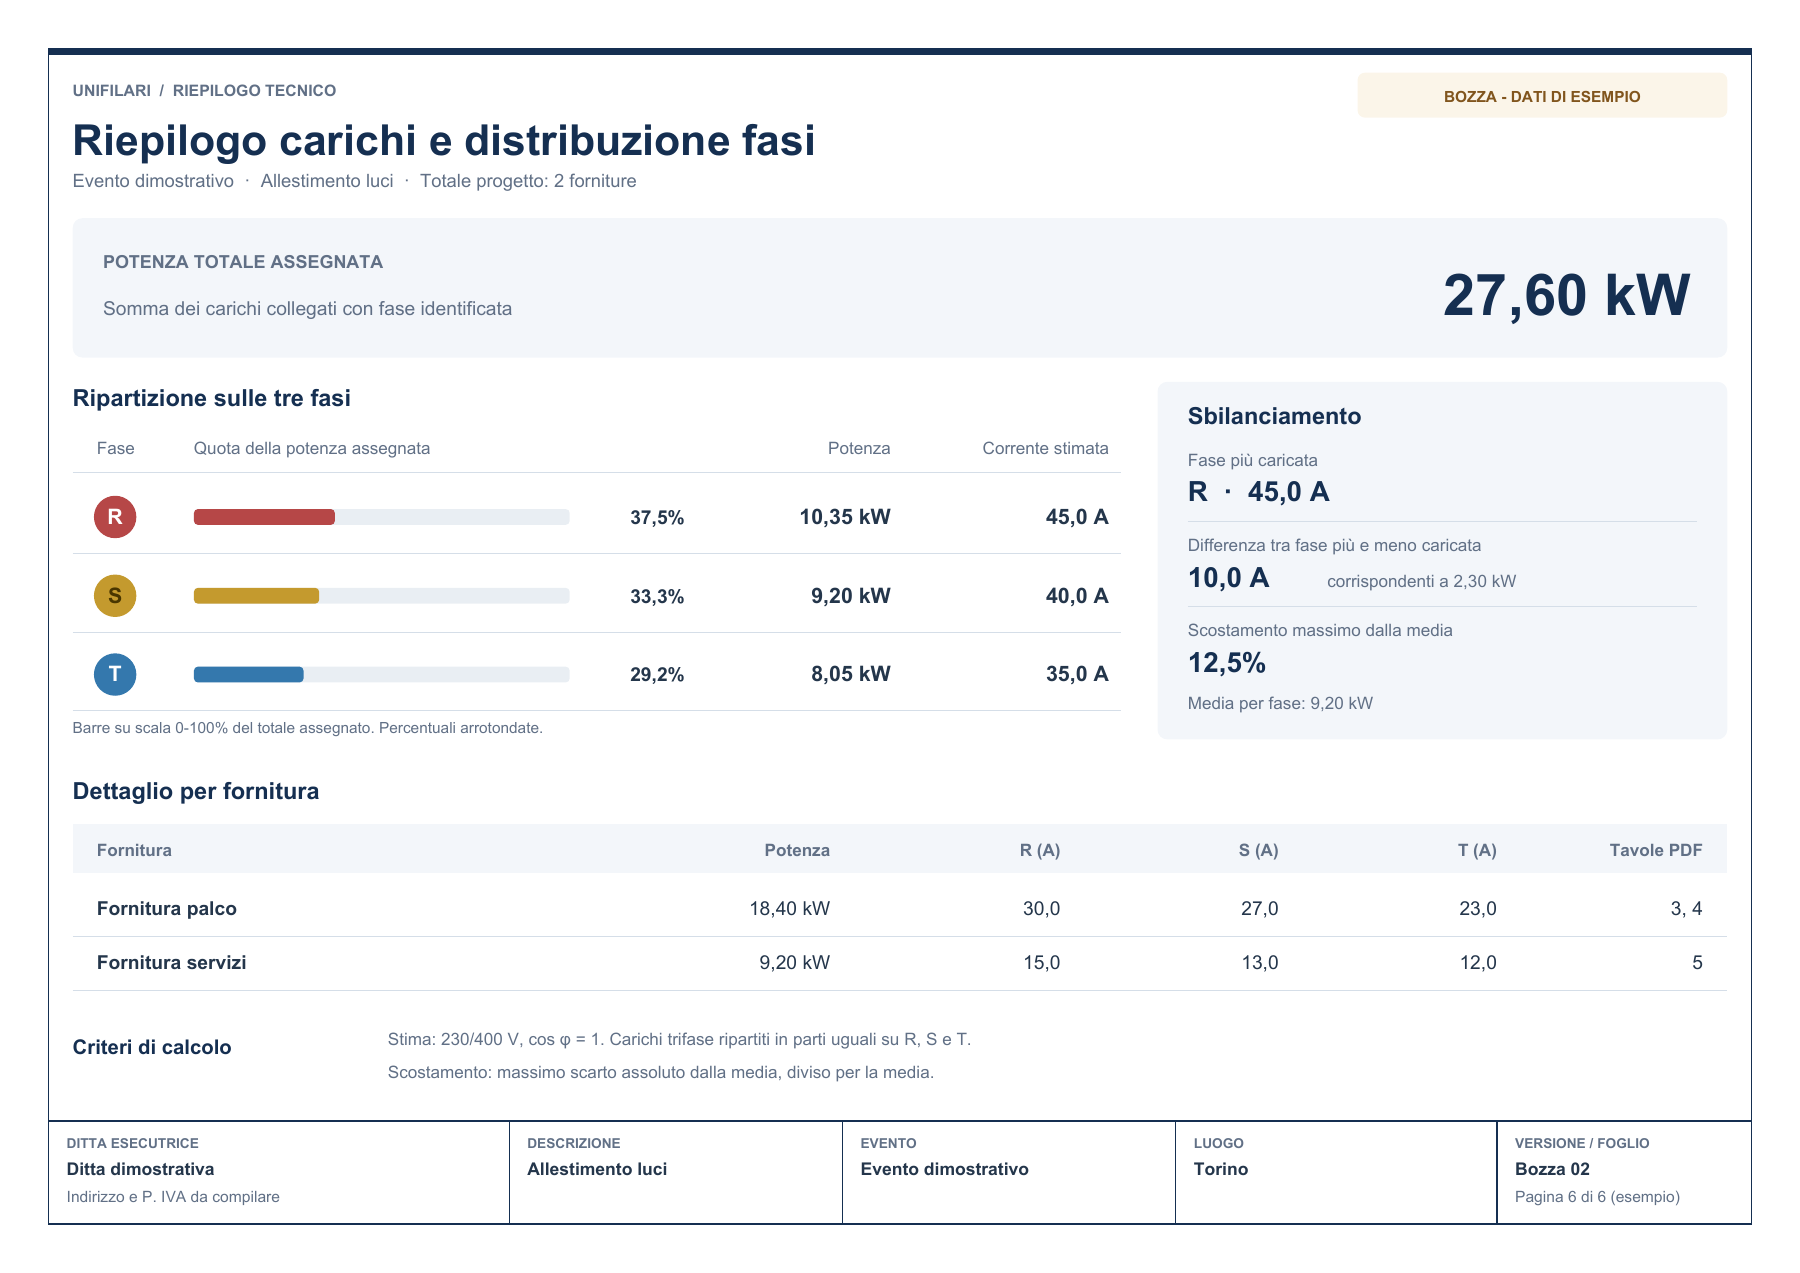 UNIFILARI / RIEPILOGO TECNICO
BOZZA - DATI DI ESEMPIO
Riepilogo carichi e distribuzione fasi
Evento dimostrativo · Allestimento luci · Totale progetto: 2 forniture
POTENZA TOTALE ASSEGNATA
Somma dei carichi collegati con fase identificata
27,60 kW
Ripartizione sulle tre fasi
Fase Quota della potenza assegnata Potenza Corrente stimata
R 37,5% 10,35 kW 45,0 A
S 33,3% 9,20 kW 40,0 A
T 29,2% 8,05 kW 35,0 A
Barre su scala 0-100% del totale assegnato. Percentuali arrotondate.
Sbilanciamento
Fase più caricata
R · 45,0 A
Differenza tra fase più e meno caricata
10,0 A corrispondenti a 2,30 kW
Scostamento massimo dalla media
12,5%
Media per fase: 9,20 kW
Dettaglio per fornitura
Fornitura Potenza R (A) S (A) T (A) Tavole PDF
Fornitura palco 18,40 kW 30,0 27,0 23,0 3, 4
Fornitura servizi 9,20 kW 15,0 13,0 12,0 5
Criteri di calcolo
Stima: 230/400 V, cos φ = 1. Carichi trifase ripartiti in parti uguali su R, S e T.
Scostamento: massimo scarto assoluto dalla media, diviso per la media.
DITTA ESECUTRICE
Ditta dimostrativa
Indirizzo e P. IVA da compilare
DESCRIZIONE
Allestimento luci
EVENTO
Evento dimostrativo
LUOGO
Torino
VERSIONE / FOGLIO
Bozza 02
Pagina 6 di 6 (esempio)